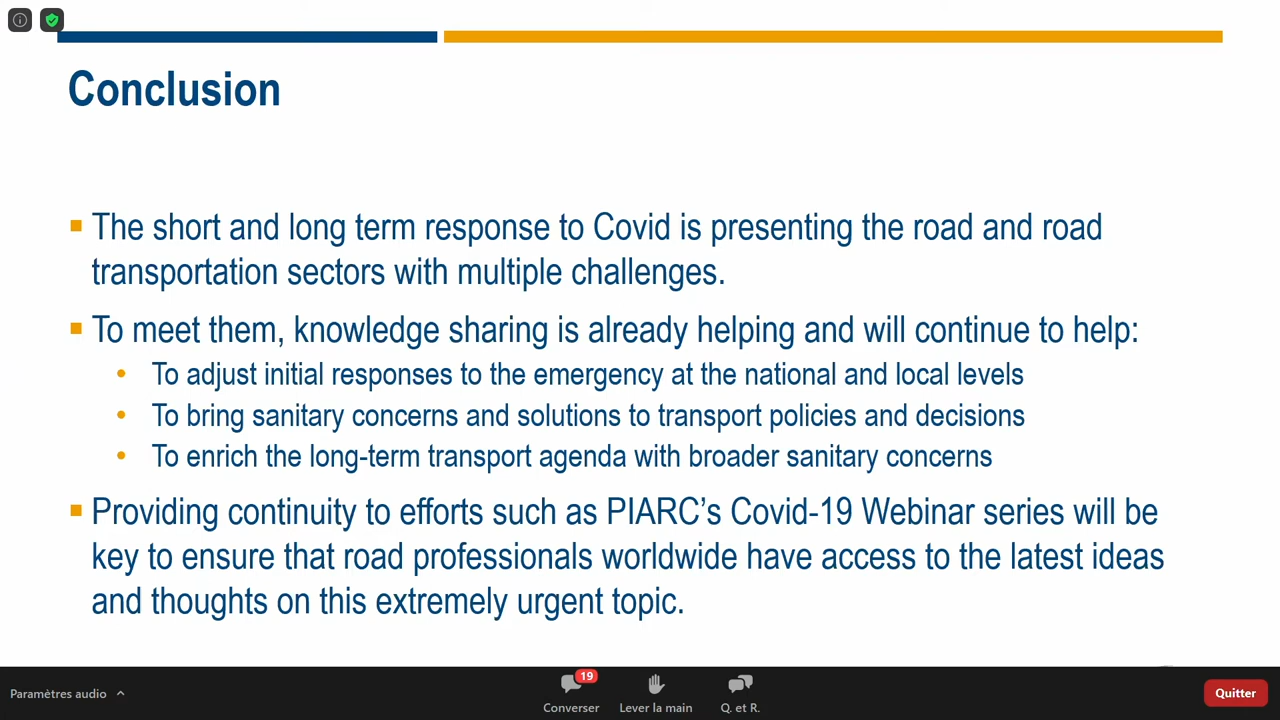 Conclusion
The short and long term response to Covid is presenting the road and road
transportation sectors with multiple challenges.
To meet them, knowledge sharing is already helping and will continue to help:
To adjust initial responses to the emergency at the national and local levels
To bring sanitary concerns and solutions to transport policies and decisions
To enrich the long-term transport agenda with broader sanitary concerns
Providing continuity to efforts such as PIARC’s Covid-19 Webinar series will be
key to ensure that road professionals worldwide have access to the latest ideas
and thoughts on this extremely urgent topic.
19
Paramètres audio
Converser
Lever la main
Q. et R.
Quitter